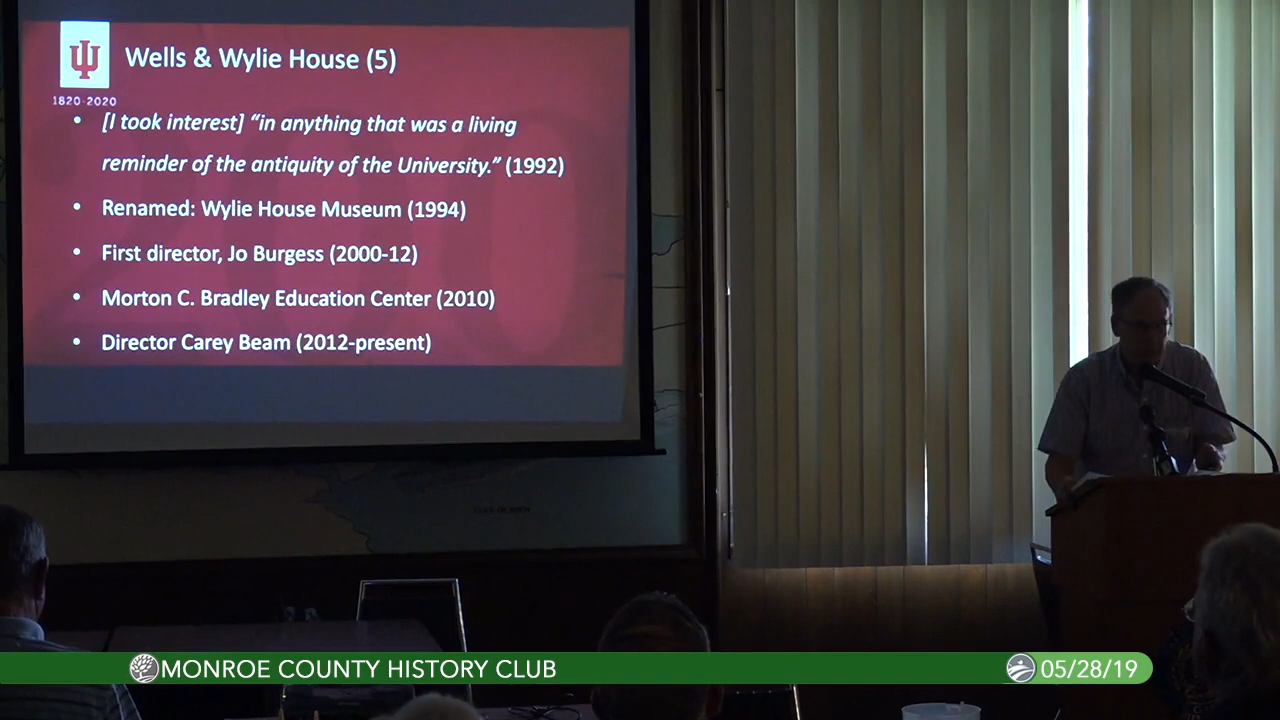 Wells & Wylie House (5)
1820-2020
• [I took interest] “in anything that was a living
reminder of the antiquity of the University.” (1992)
• Renamed: Wylie House Museum (1994)
• First director, Jo Burgess (2000-12)
• Morton C. Bradley Education Center (2010)
• Director Carey Beam (2012-present)
MONROE COUNTY HISTORY CLUB
05/28/19